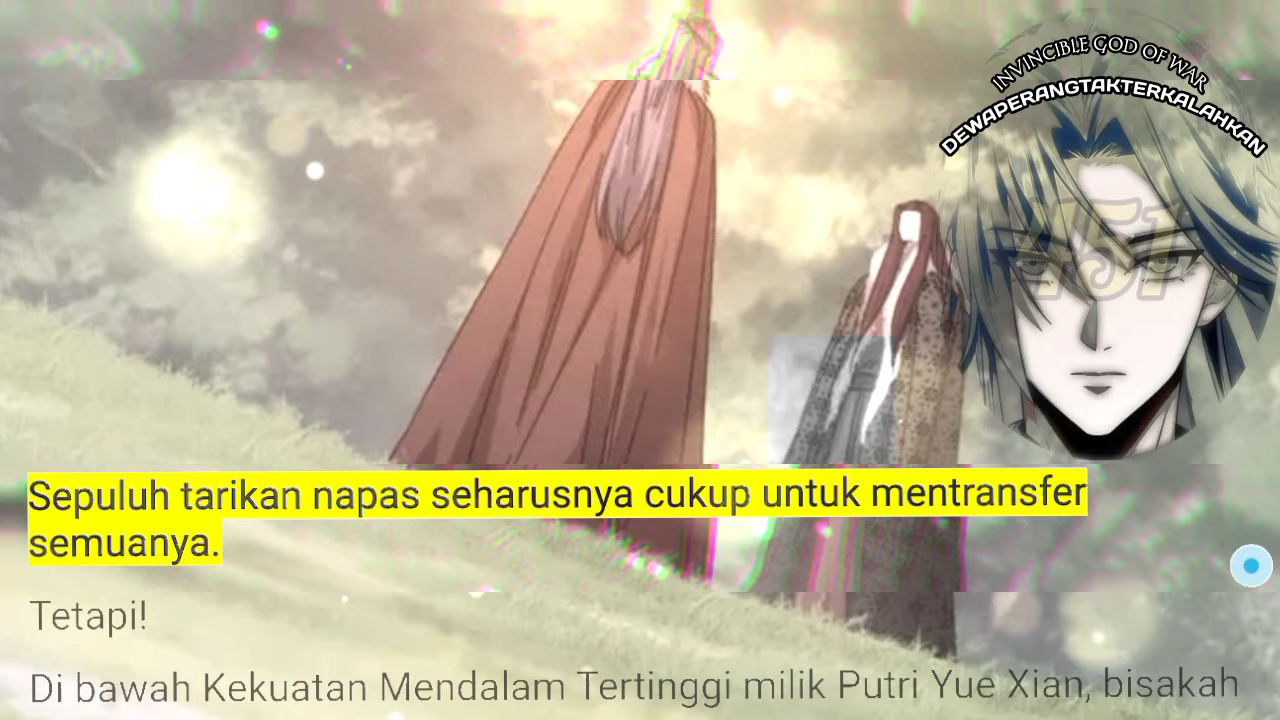 INVINCIBLE GOD OF WAR
DEWAPERANGTAKTERKALAHKAN
Sepuluh tarikan napas seharusnya cukup untuk mentransfer
semuanya.
Tetapi!
Di bawah Kekuatan Mendalam Tertinggi milik Putri Yue Xian, bisakah